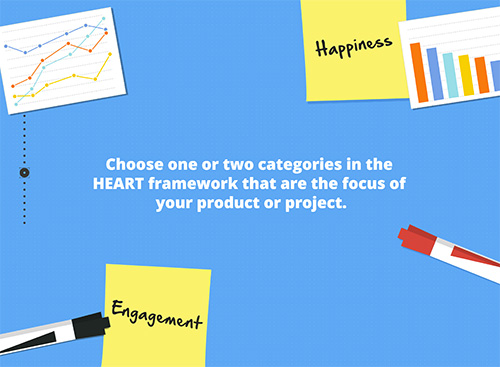 Happiness
Choose one or two categories in the
HEART framework that are the focus of
your product or project.
Engagement